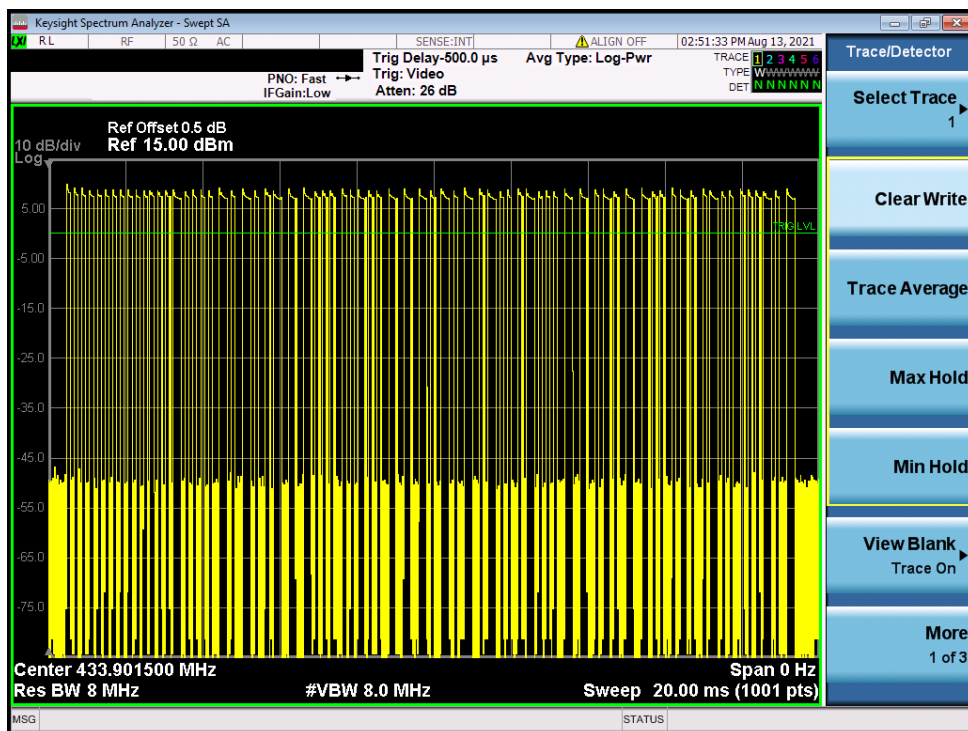 Keysight Spectrum Analyzer - Swept SA
LXI RL RF 50 Ω AC SENSE:INT ALIGN OFF 02:51:33 PM Aug 13, 2021
Trig Delay-500.0 µs Avg Type: Log-Pwr TRACE 1 2 3 4 5 6
PNO: Fast Trig: Video TYPE WWWWWW
IFGain:Low Atten: 26 dB DET N N N N N N
Ref Offset 0.5 dB
10 dB/div Ref 15.00 dBm
Log
5.00
TRIG LVL
-5.00
-15.0
-25.0
-35.0
-45.0
-55.0
-65.0
-75.0
Center 433.901500 MHz Span 0 Hz
Res BW 8 MHz #VBW 8.0 MHz Sweep 20.00 ms (1001 pts)
MSG STATUS
Trace/Detector
Select Trace
1
Clear Write
Trace Average
Max Hold
Min Hold
View Blank
Trace On
More
1 of 3